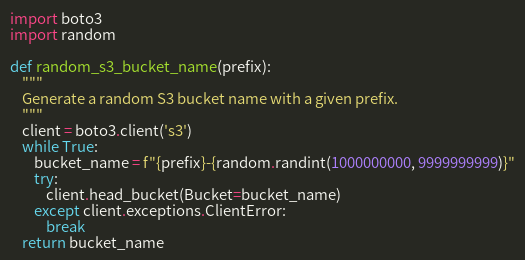 import boto3
import random

def random_s3_bucket_name(prefix):
    """
    Generate a random S3 bucket name with a given prefix.
    """
    client = boto3.client('s3')
    while True:
        bucket_name = f"{prefix}-{random.randint(1000000000, 9999999999)}"
        try:
            client.head_bucket(Bucket=bucket_name)
        except client.exceptions.ClientError:
            break
    return bucket_name